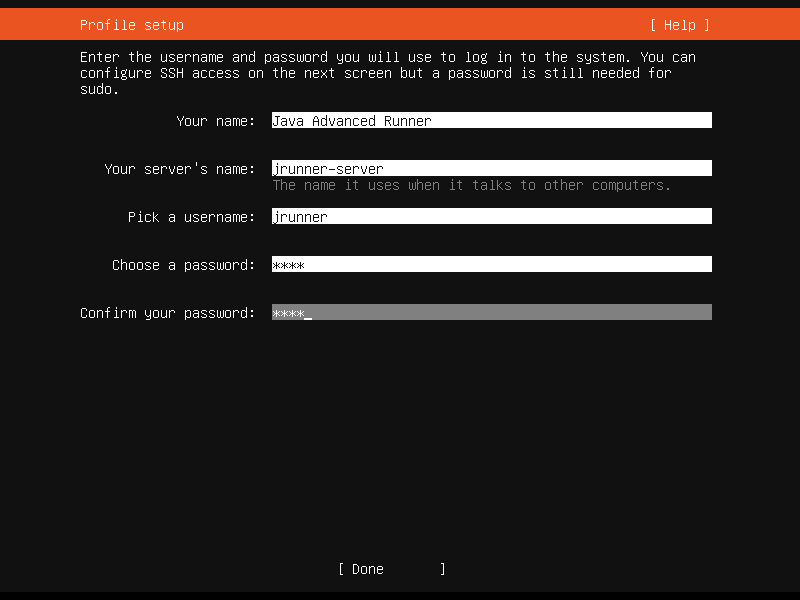 Profile setup [ Help ]
Enter the username and password you will use to log in to the system. You can
configure SSH access on the next screen but a password is still needed for
sudo.
Your name: Java Advanced Runner
Your server's name: jrunner-server
The name it uses when it talks to other computers.
Pick a username: jrunner
Choose a password: ****
Confirm your password: ****_
[ Done ]